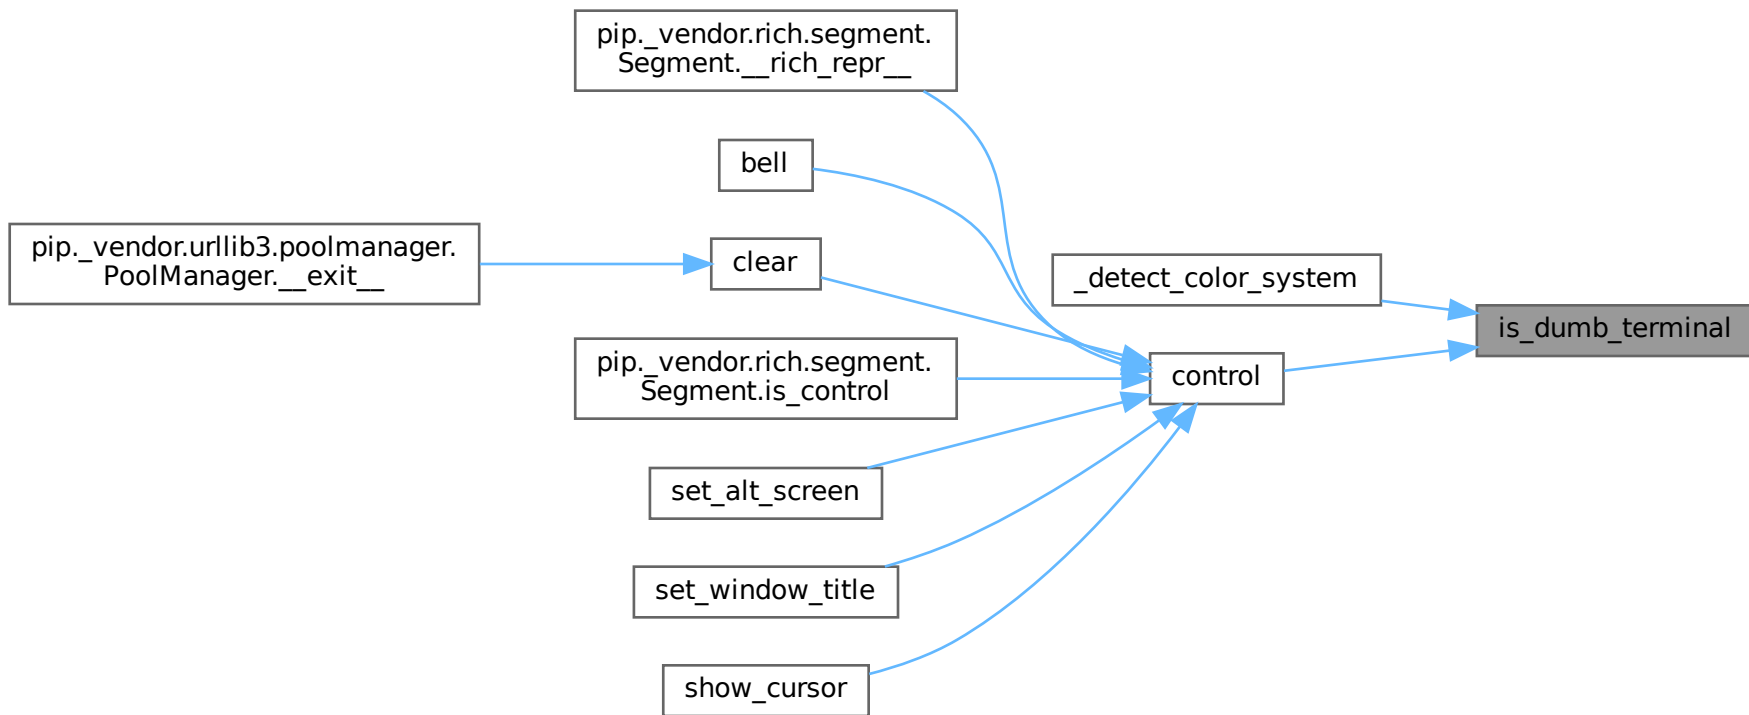 pip._vendor.rich.segment.
Segment.__rich_repr__
bell
pip._vendor.urllib3.poolmanager.
PoolManager.__exit__
clear
_detect_color_system
is_dumb_terminal
pip._vendor.rich.segment.
Segment.is_control
control
set_alt_screen
set_window_title
show_cursor